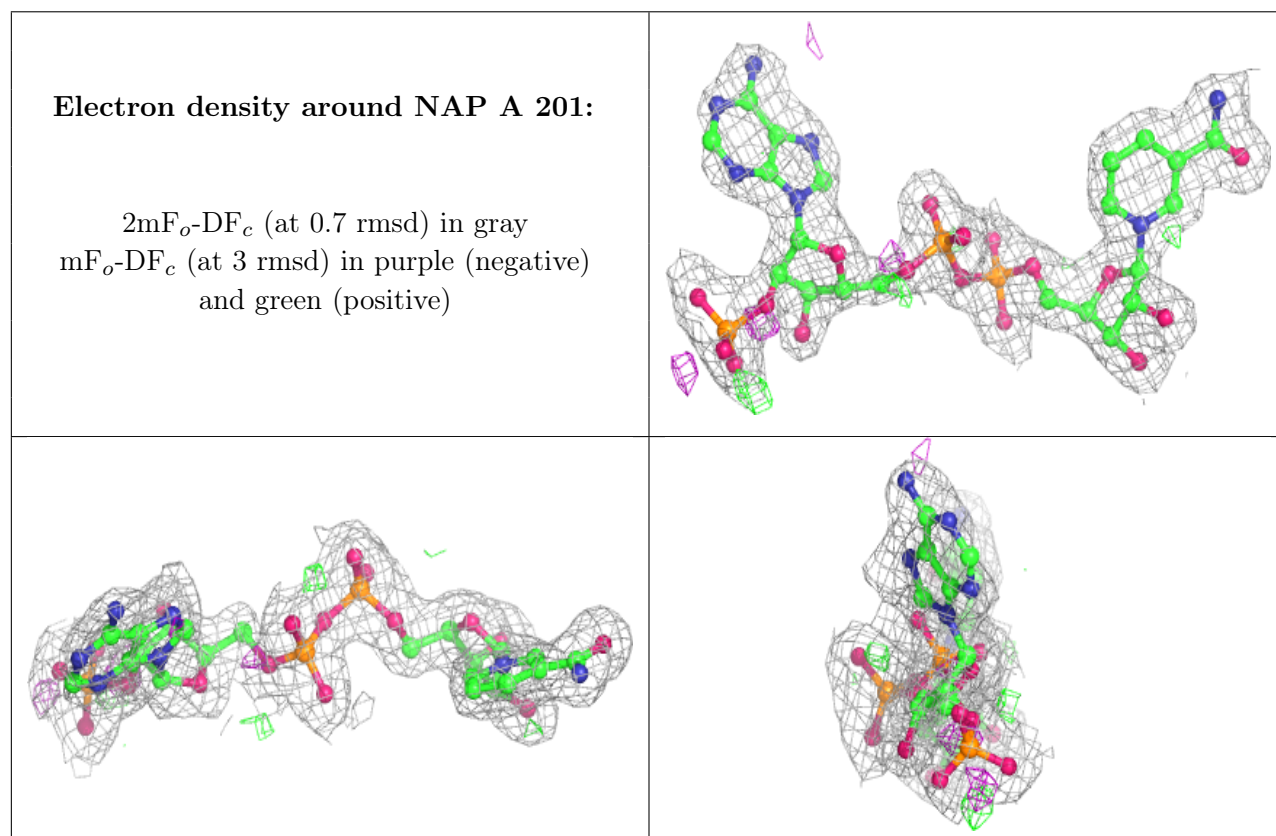 Electron density around NAP A 201:
2mFo-DFc (at 0.7 rmsd) in gray
mFo-DFc (at 3 rmsd) in purple (negative)
and green (positive)